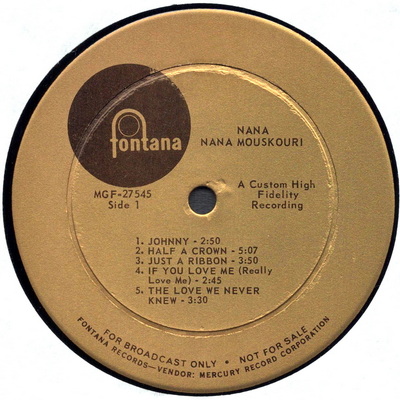 fontana
NANA
NANA MOUSKOURI
MGF-27545
Side 1
A Custom High
Fidelity
Recording
1. JOHNNY - 2:50
2. HALF A CROWN - 5:07
3. JUST A RIBBON - 3:50
4. IF YOU LOVE ME (Really
Love Me) - 2:45
5. THE LOVE WE NEVER
KNEW - 3:30
FOR BROADCAST ONLY • NOT FOR SALE
FONTANA RECORDS—VENDOR: MERCURY RECORD CORPORATION